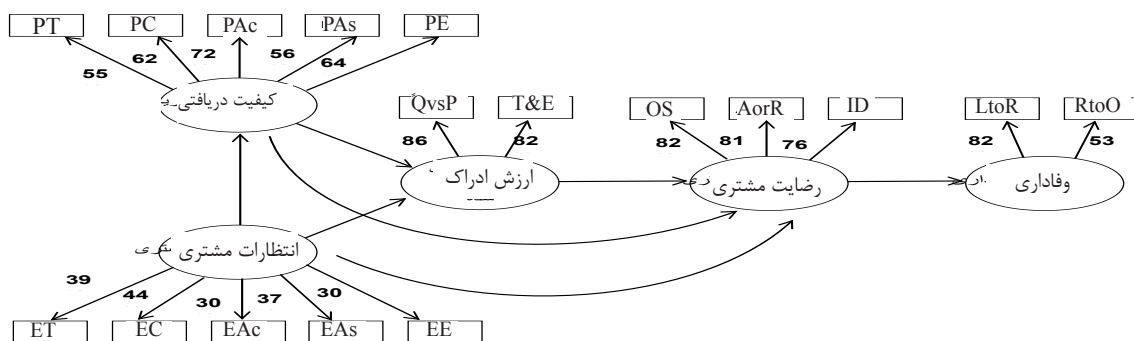 PT PC PAc PAs PE
55 62 72 56 64
کیفیت دریافتی
QvsP T&E
86 82
OS AorR ID
82 81 76
LtoR RtoO
82 53
ارزش ادراک
رضایت مشتری
وفاداری
انتظارات مشتری
39 44 30 37 30
ET EC EAc EAs EE